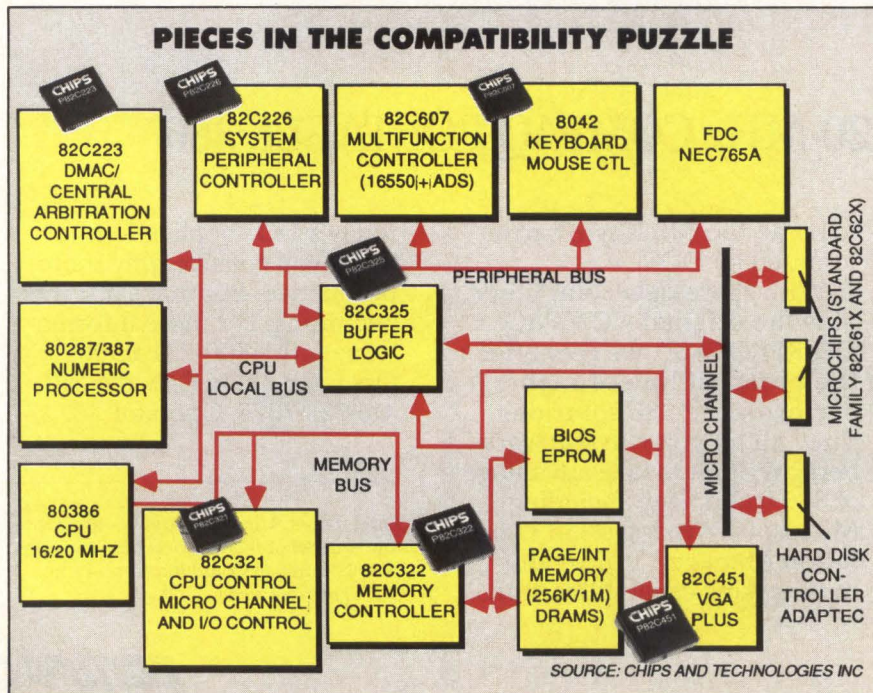 PIECES IN THE COMPATIBILITY PUZZLE
CHIPS
P82C223
CHIPS
P82C226
CHIPS
P82C607
82C223
DMAC/
CENTRAL
ARBITRATION
CONTROLLER
82C226
SYSTEM
PERIPHERAL
CONTROLLER
82C607
MULTIFUNCTION
CONTROLLER
(16550|+|ADS)
8042
KEYBOARD
MOUSE CTL
FDC
NEC765A
PERIPHERAL BUS
CHIPS
P82C325
82C325
BUFFER
LOGIC
80287/387
NUMERIC
PROCESSOR
CPU
LOCAL BUS
MICRO CHANNEL
MICROCHIPS (STANDARD
FAMILY 82C61X AND 82C62X)
MEMORY
BUS
BIOS
EPROM
80386
CPU
16/20 MHZ
CHIPS
P82C321
82C321
CPU CONTROL
MICRO CHANNEL
AND I/O CONTROL
CHIPS
P82C322
82C322
MEMORY
CONTROLLER
PAGE/INT
MEMORY
(256K/1M)
DRAMS)
CHIPS
P82C451
82C451
VGA
PLUS
HARD DISK
CON-
TROLLER
ADAPTEC
SOURCE: CHIPS AND TECHNOLOGIES INC